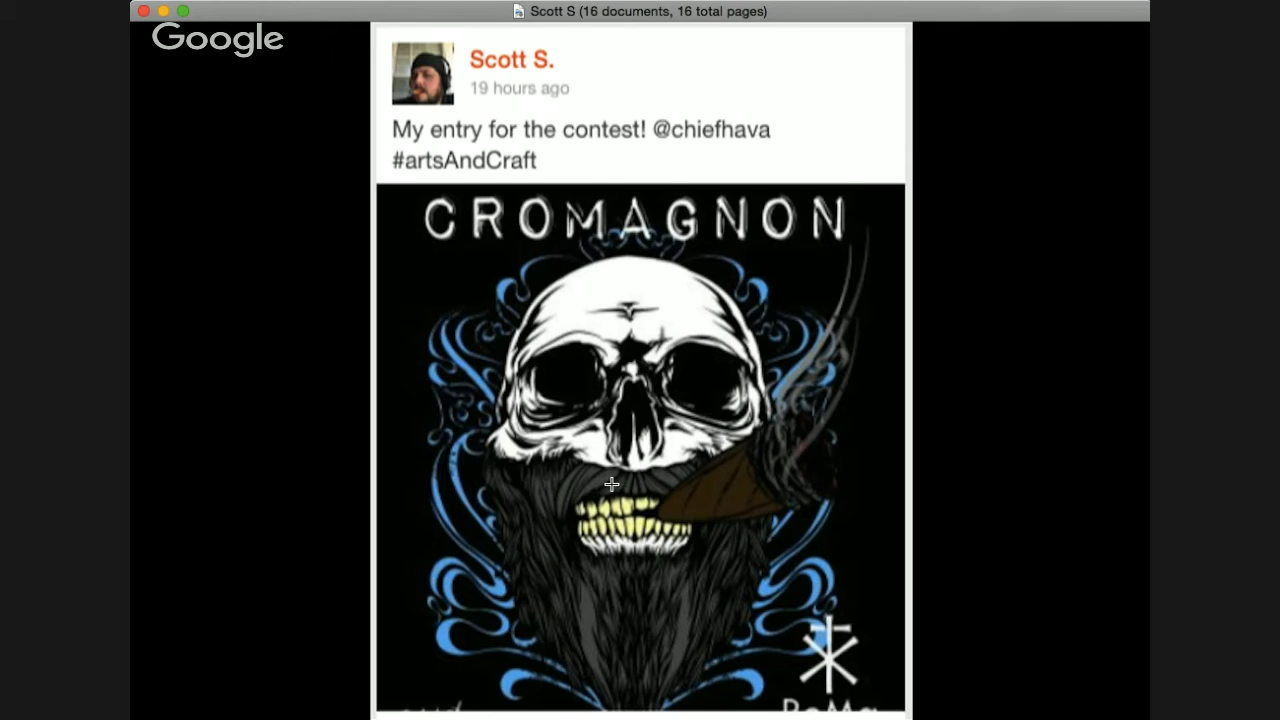 Scott S (16 documents, 16 total pages)
Google
Scott S.
19 hours ago
My entry for the contest! @chiefhava
#artsAndCraft
CROMAGNON